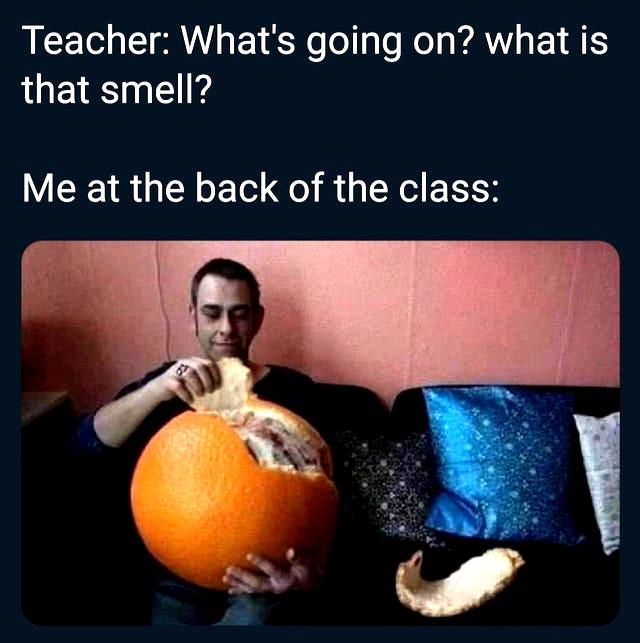 Teacher: What's going on? what is
that smell?
Me at the back of the class: